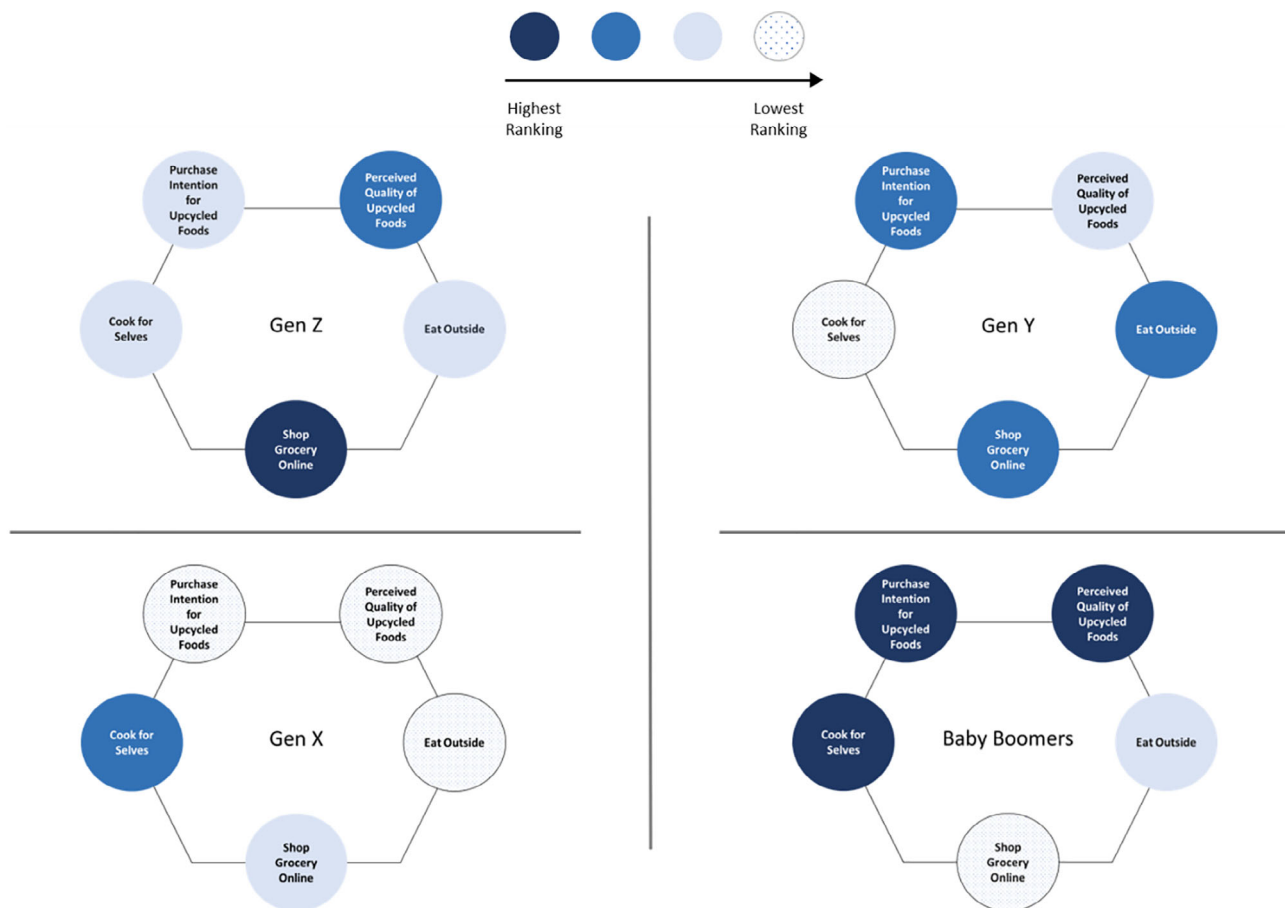 Highest
Ranking
Lowest
Ranking
Purchase
Intention
for
Upcycled
Foods
Perceived
Quality of
Upcycled
Foods
Cook for
Selves
Gen Z
Eat Outside
Shop
Grocery
Online
Purchase
Intention
for
Upcycled
Foods
Perceived
Quality of
Upcycled
Foods
Cook for
Selves
Gen Y
Eat Outside
Shop
Grocery
Online
Purchase
Intention
for
Upcycled
Foods
Perceived
Quality of
Upcycled
Foods
Cook for
Selves
Gen X
Eat Outside
Shop
Grocery
Online
Purchase
Intention
for
Upcycled
Foods
Perceived
Quality of
Upcycled
Foods
Cook for
Selves
Baby Boomers
Eat Outside
Shop
Grocery
Online